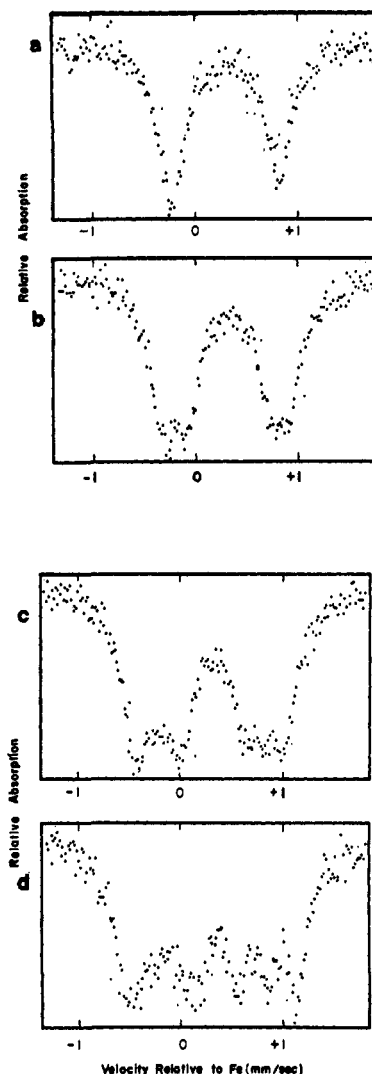 a
-1 0 +1
Relative Absorption
b
-1 0 +1
c
-1 0 +1
Relative Absorption
d
-1 0 +1
Velocity Relative to Fe(mm/sec)